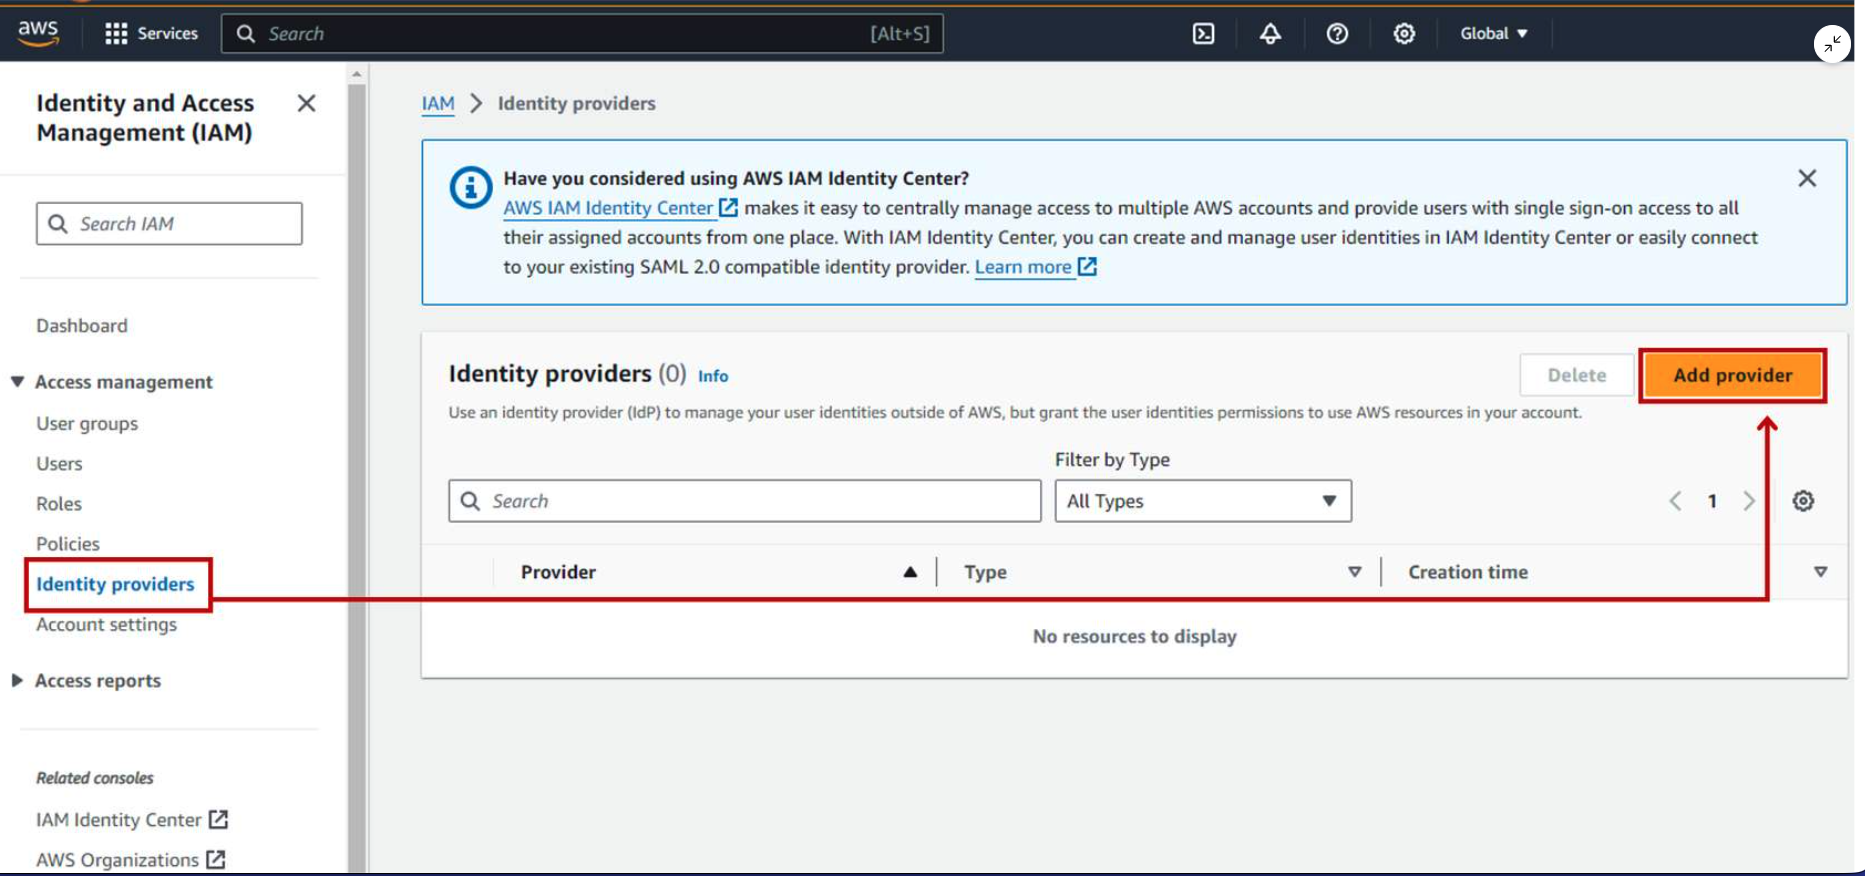 aws
Services
Search
[Alt+S]
Global
Identity and Access
Management (IAM)
Search IAM
Dashboard
Access management
User groups
Users
Roles
Policies
Identity providers
Account settings
Access reports
Related consoles
IAM Identity Center
AWS Organizations
IAM
Identity providers
Have you considered using AWS IAM Identity Center?
AWS IAM Identity Center makes it easy to centrally manage access to multiple AWS accounts and provide users with single sign-on access to all
their assigned accounts from one place. With IAM Identity Center, you can create and manage user identities in IAM Identity Center or easily connect
to your existing SAML 2.0 compatible identity provider. Learn more
Identity providers (0) Info
Delete
Add provider
Use an identity provider (IdP) to manage your user identities outside of AWS, but grant the user identities permissions to use AWS resources in your account.
Filter by Type
Search
All Types
1
Provider
Type
Creation time
No resources to display